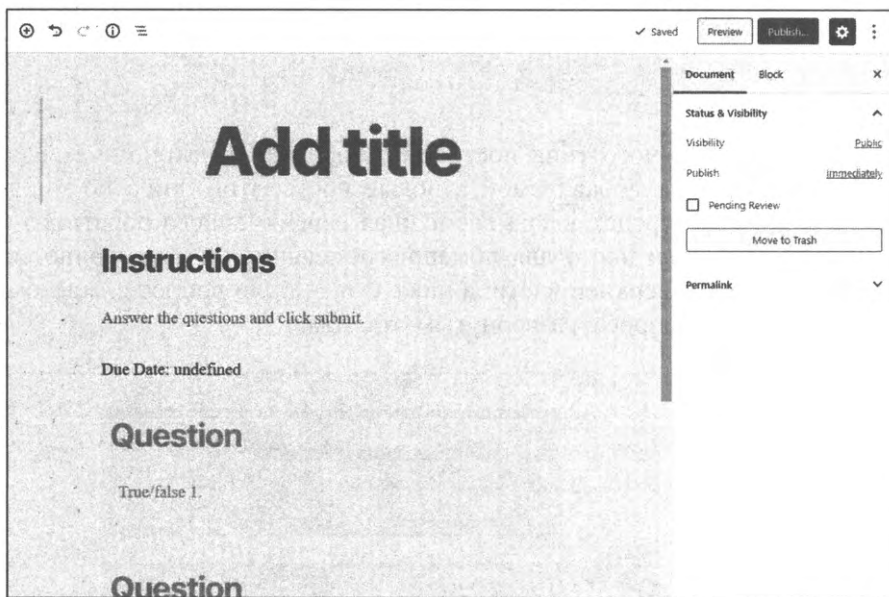 Saved Preview Publish...
Document Block
Add title
Status & Visibility
Visibility Public
Publish Immediately
Pending Review
Move to Trash
Permalink
Instructions
Answer the questions and click submit.
Due Date: undefined
Question
True/false 1.
Question